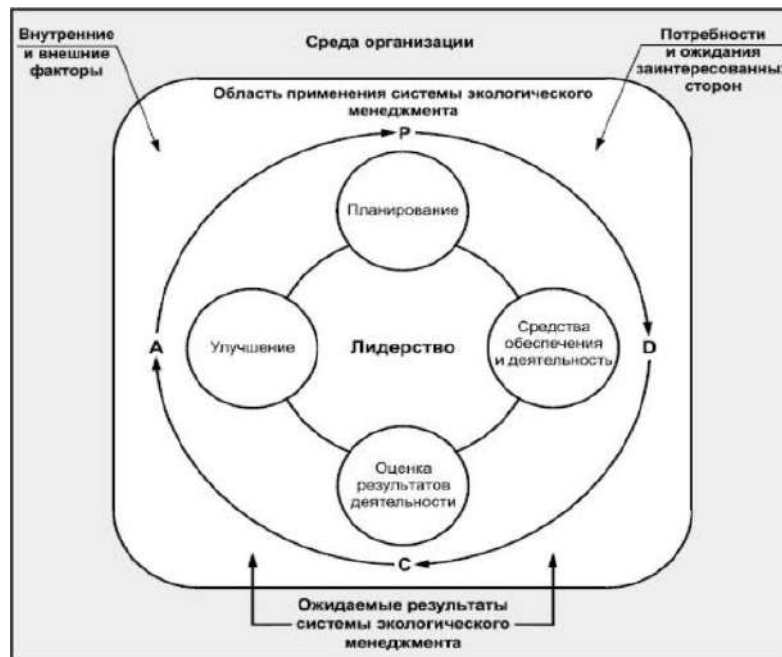 Внутренние
и внешние
факторы
Среда организации
Потребности
и ожидания
заинтересованных
сторон
Область применения системы экологического
менеджмента
P
Планирование
A
Улучшение
Лидерство
Средства
обеспечения
и деятельность
D
Оценка
результатов
деятельности
C
Ожидаемые результаты
системы экологического
менеджмента